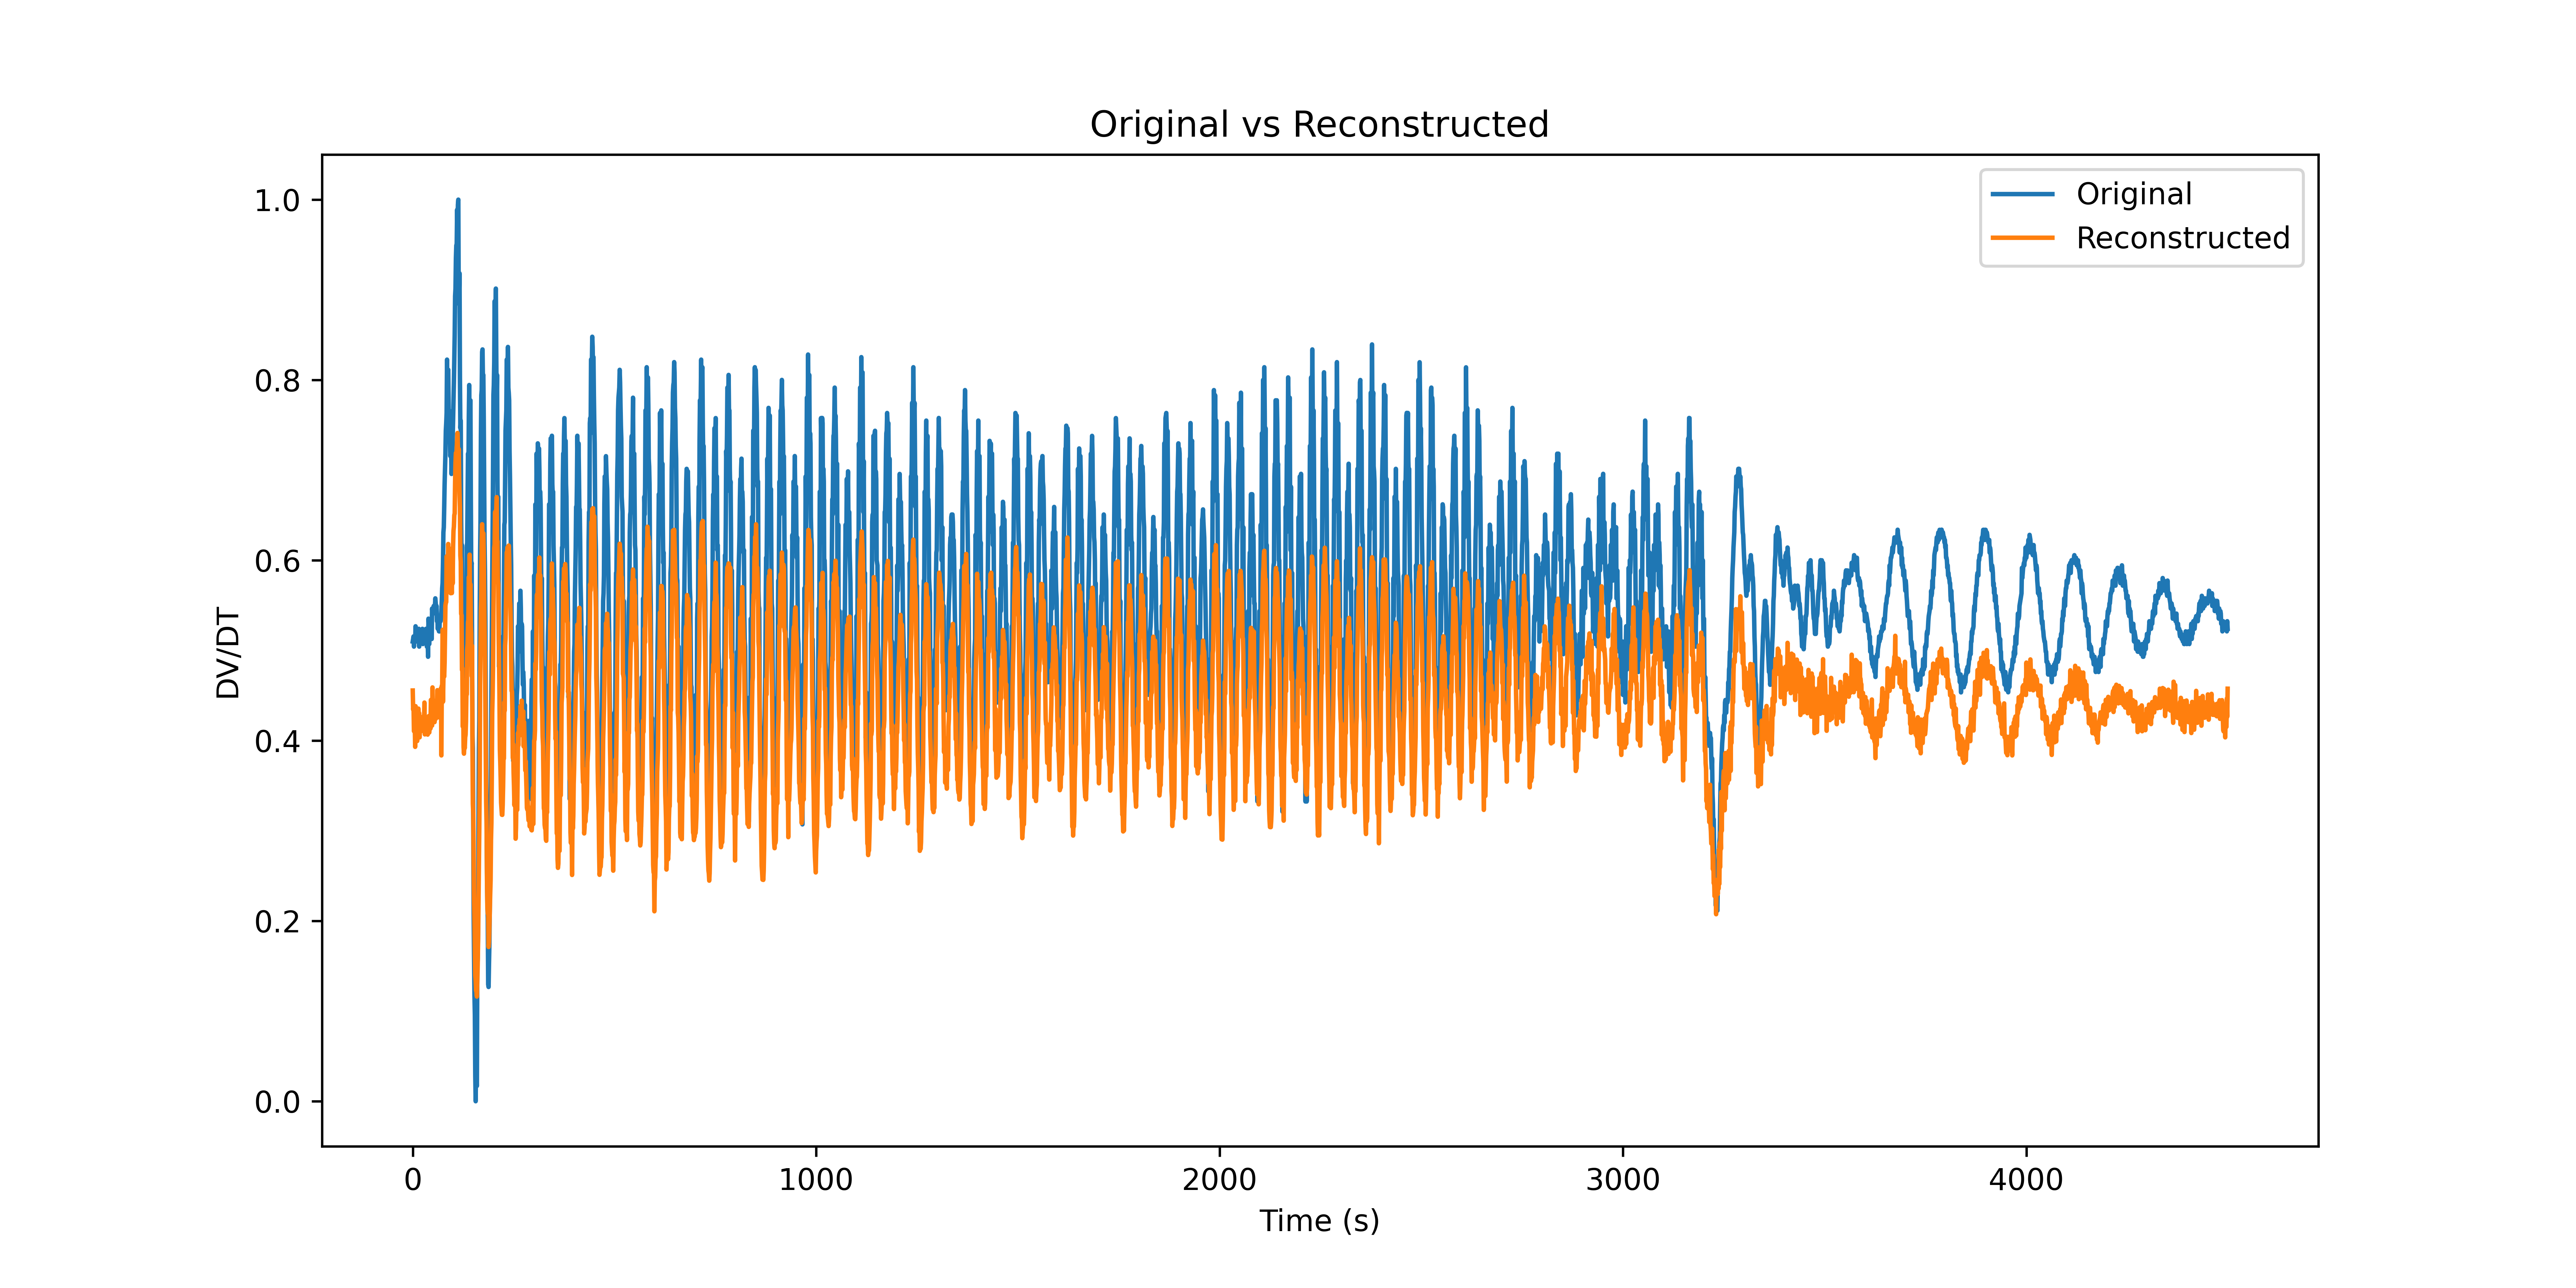 Original vs Reconstructed
Original
Reconstructed
1.0
0.8
0.6
0.4
0.2
0.0
DV/DT
0 1000 2000 3000 4000
Time (s)